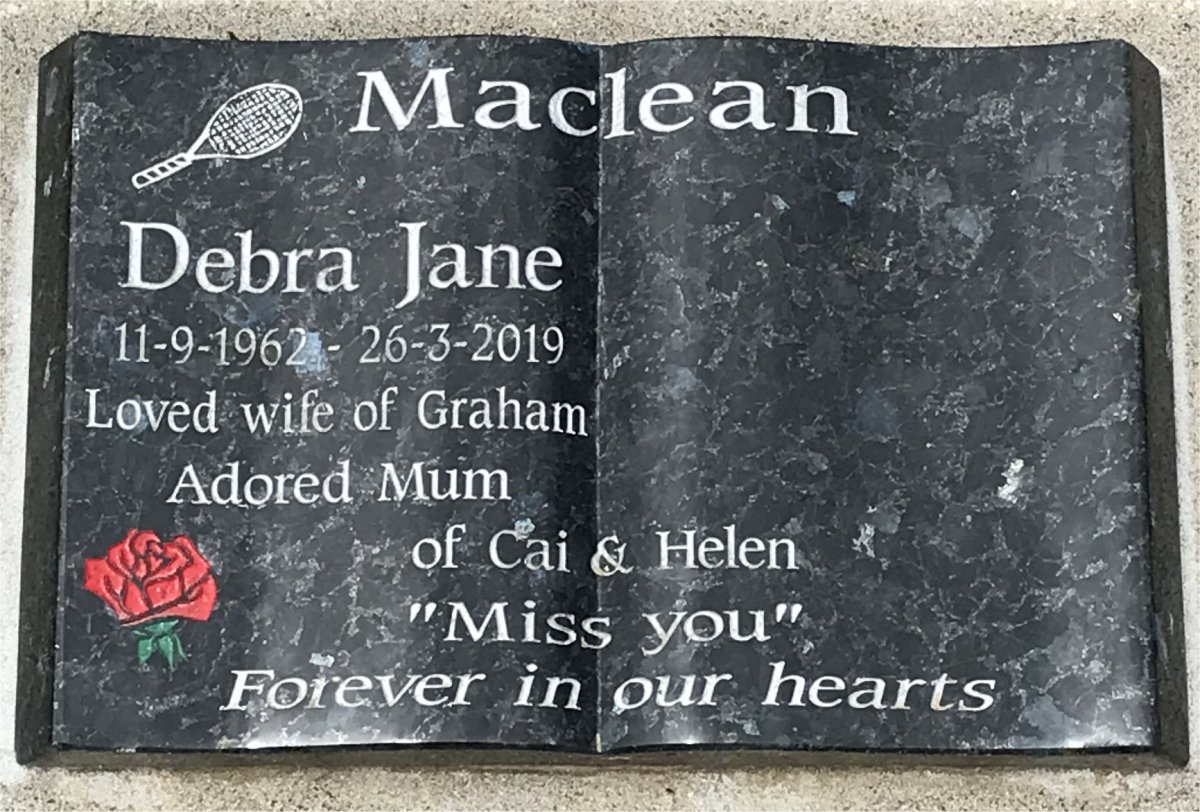 Maclean
Debra Jane
11-9-1962 - 26-3-2019
Loved wife of Graham
Adored Mum
of Cai & Helen
"Miss you"
Forever in our hearts